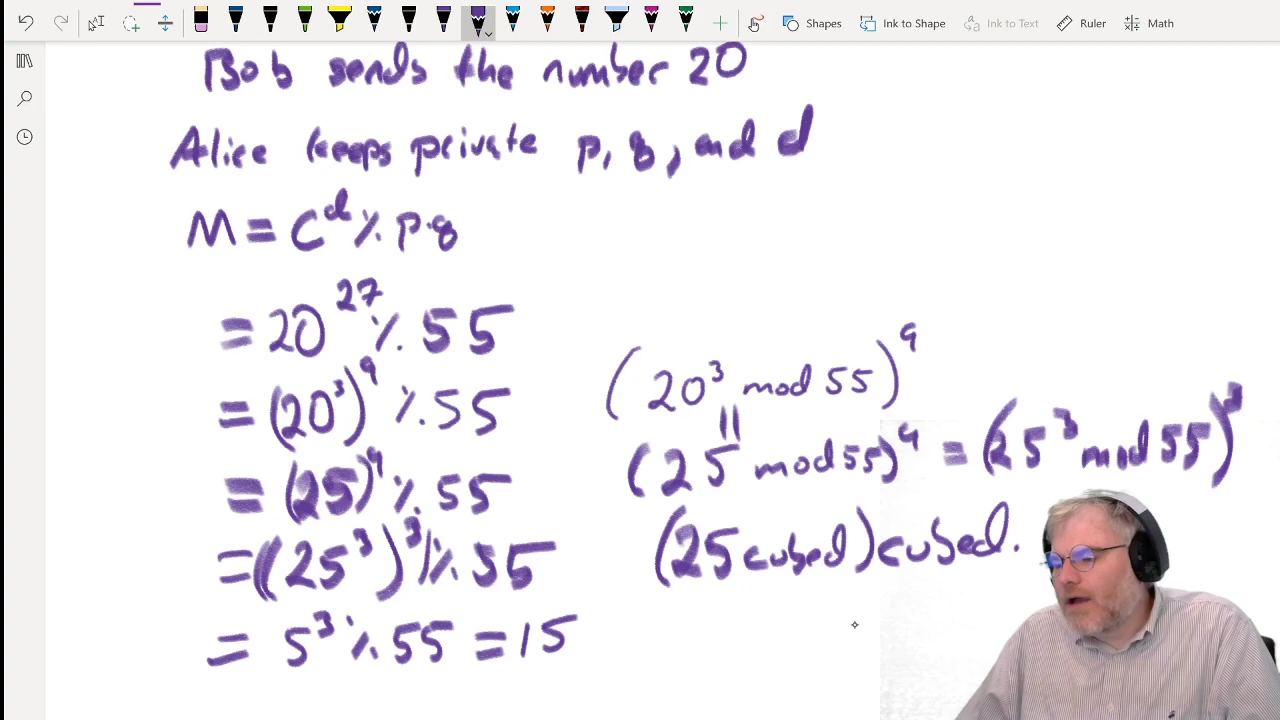 Shapes Ink to Shape Ink to Text Ruler Math
Bob sends the number 20
Alice keeps private p, q, and d
M = C^d % p·q
= 20^27 % 55
= (20^3)^9 % 55
= (25)^9 % 55
= ((25^3)^3) % 55
= 5^3 % 55 = 15
(20^3 mod 55)^9
||
(25 mod 55)^9 = (25^3 mod 55)^3
(25 cubed) cubed.